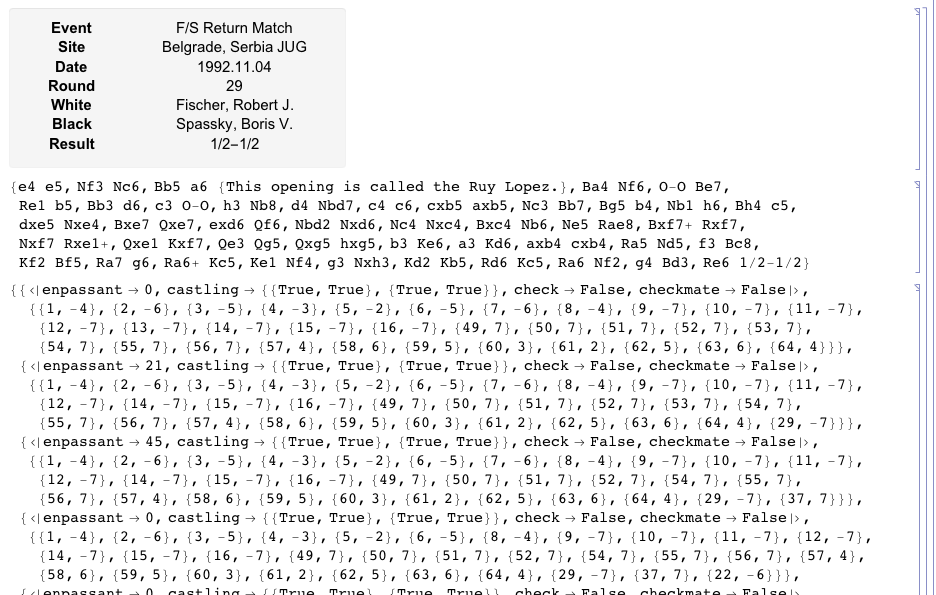 Event F/S Return Match
Site Belgrade, Serbia JUG
Date 1992.11.04
Round 29
White Fischer, Robert J.
Black Spassky, Boris V.
Result 1/2–1/2
{e4 e5, Nf3 Nc6, Bb5 a6 {This opening is called the Ruy Lopez.}, Ba4 Nf6, O-O Be7,
Re1 b5, Bb3 d6, c3 O-O, h3 Nb8, d4 Nbd7, c4 c6, cxb5 axb5, Nc3 Bb7, Bg5 b4, Nb1 h6, Bh4 c5,
dxe5 Nxe4, Bxe7 Qxe7, exd6 Qf6, Nbd2 Nxd6, Nc4 Nxc4, Bxc4 Nb6, Ne5 Rae8, Bxf7+ Rxf7,
Nxf7 Rxe1+, Qxe1 Kxf7, Qe3 Qg5, Qxg5 hxg5, b3 Ke6, a3 Kd6, axb4 cxb4, Ra5 Nd5, f3 Bc8,
Kf2 Bf5, Ra7 g6, Ra6+ Kc5, Ke1 Nf4, g3 Nxh3, Kd2 Kb5, Rd6 Kc5, Ra6 Nf2, g4 Bd3, Re6 1/2-1/2}
{{<|enpassant → 0, castling → {{True, True}, {True, True}}, check → False, checkmate → False|>,
{{1, -4}, {2, -6}, {3, -5}, {4, -3}, {5, -2}, {6, -5}, {7, -6}, {8, -4}, {9, -7}, {10, -7}, {11, -7},
{12, -7}, {13, -7}, {14, -7}, {15, -7}, {16, -7}, {49, 7}, {50, 7}, {51, 7}, {52, 7}, {53, 7},
{54, 7}, {55, 7}, {56, 7}, {57, 4}, {58, 6}, {59, 5}, {60, 3}, {61, 2}, {62, 5}, {63, 6}, {64, 4}}},
{<|enpassant → 21, castling → {{True, True}, {True, True}}, check → False, checkmate → False|>,
{{1, -4}, {2, -6}, {3, -5}, {4, -3}, {5, -2}, {6, -5}, {7, -6}, {8, -4}, {9, -7}, {10, -7}, {11, -7},
{12, -7}, {14, -7}, {15, -7}, {16, -7}, {49, 7}, {50, 7}, {51, 7}, {52, 7}, {53, 7}, {54, 7},
{55, 7}, {56, 7}, {57, 4}, {58, 6}, {59, 5}, {60, 3}, {61, 2}, {62, 5}, {63, 6}, {64, 4}, {29, -7}}},
{<|enpassant → 45, castling → {{True, True}, {True, True}}, check → False, checkmate → False|>,
{{1, -4}, {2, -6}, {3, -5}, {4, -3}, {5, -2}, {6, -5}, {7, -6}, {8, -4}, {9, -7}, {10, -7}, {11, -7},
{12, -7}, {14, -7}, {15, -7}, {16, -7}, {49, 7}, {50, 7}, {51, 7}, {52, 7}, {54, 7}, {55, 7},
{56, 7}, {57, 4}, {58, 6}, {59, 5}, {60, 3}, {61, 2}, {62, 5}, {63, 6}, {64, 4}, {29, -7}, {37, 7}}},
{<|enpassant → 0, castling → {{True, True}, {True, True}}, check → False, checkmate → False|>,
{{1, -4}, {2, -6}, {3, -5}, {4, -3}, {5, -2}, {6, -5}, {8, -4}, {9, -7}, {10, -7}, {11, -7}, {12, -7},
{14, -7}, {15, -7}, {16, -7}, {49, 7}, {50, 7}, {51, 7}, {52, 7}, {54, 7}, {55, 7}, {56, 7}, {57, 4},
{58, 6}, {59, 5}, {60, 3}, {61, 2}, {62, 5}, {63, 6}, {64, 4}, {29, -7}, {37, 7}, {22, -6}}},
{<|enpassant → 0, castling → {{True, True}, {True, True}}, check → False, checkmate → False|>,